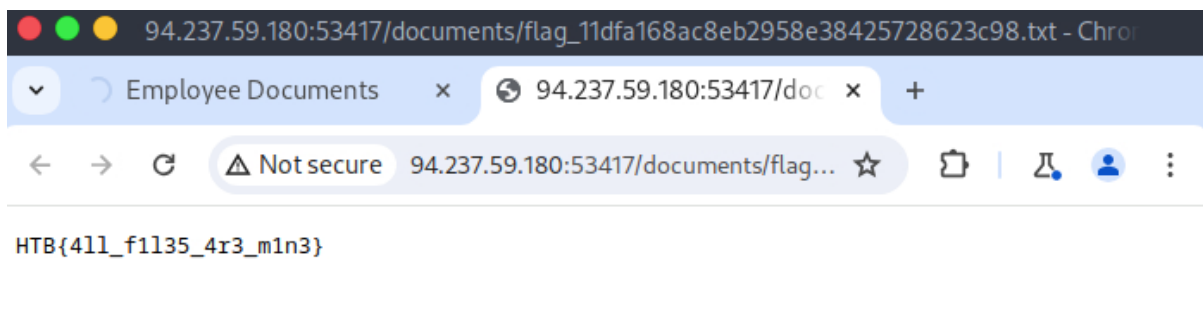 94.237.59.180:53417/documents/flag_11dfa168ac8eb2958e38425728623c98.txt - Chror
Employee Documents
94.237.59.180:53417/doc
Not secure 94.237.59.180:53417/documents/flag...
HTB{4ll_f1l35_4r3_m1n3}